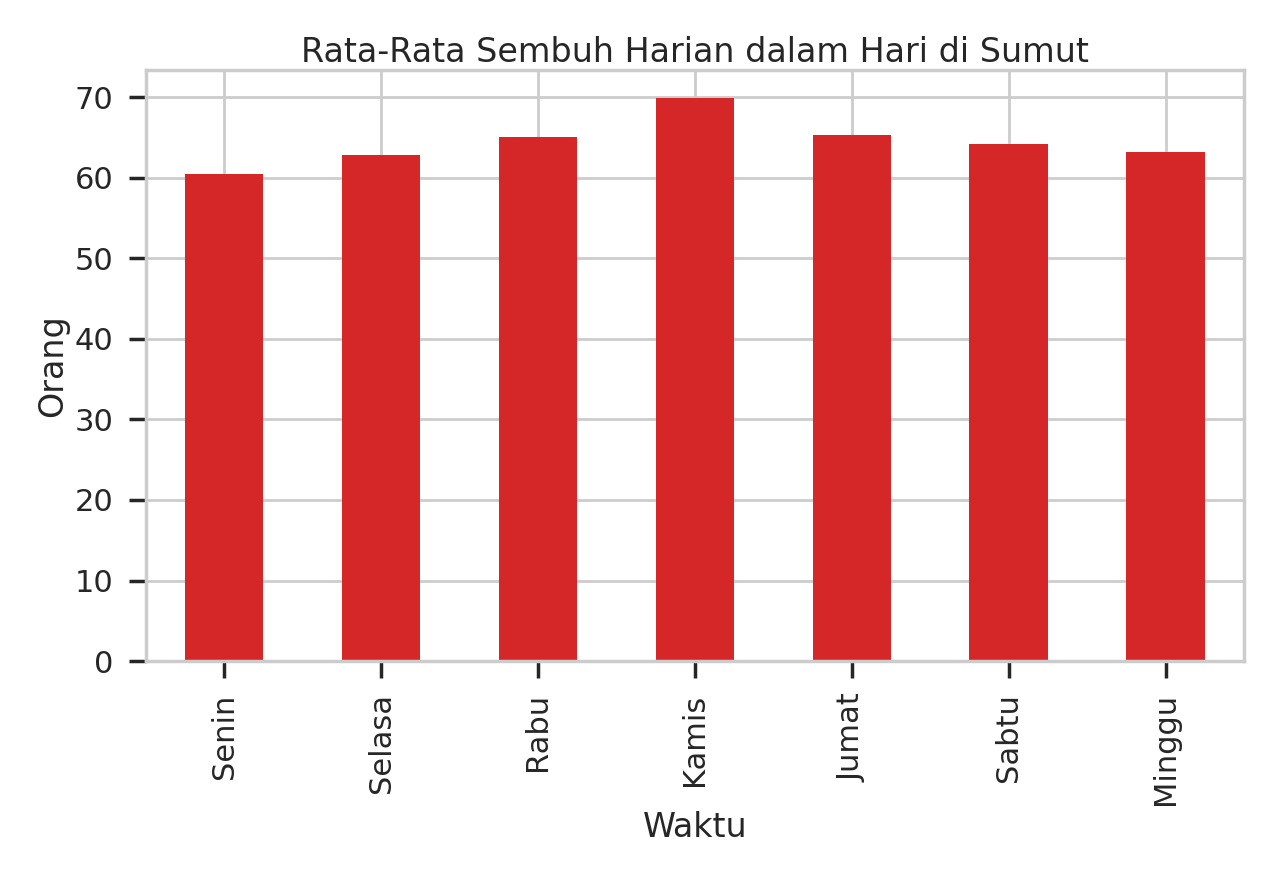 Rata-Rata Sembuh Harian dalam Hari di Sumut
70
60
50
40
30
20
10
0
Orang
Senin
Selasa
Rabu
Kamis
Jumat
Sabtu
Minggu
Waktu